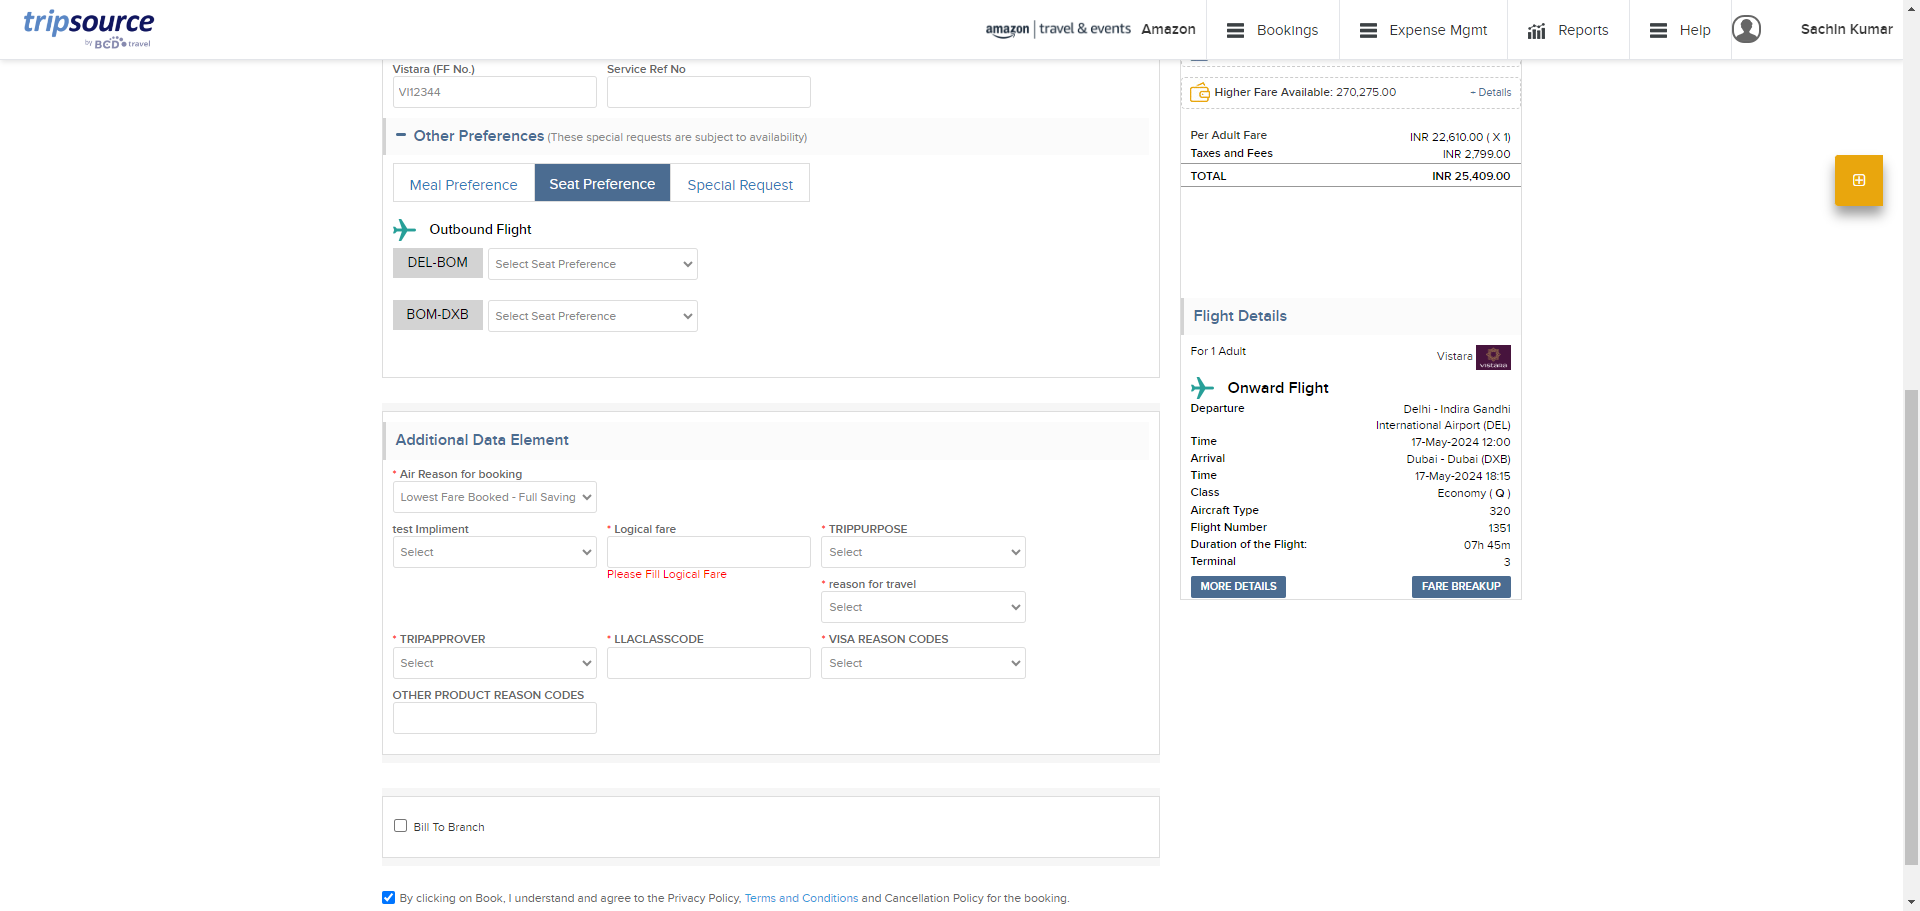 tripsource
by BCD travel
amazon | travel & events Amazon
Bookings
Expense Mgmt
Reports
Help
Sachin Kumar
Vistara (FF No.)
Service Ref No
VI12344
Other Preferences (These special requests are subject to availability)
Meal Preference
Seat Preference
Special Request
Outbound Flight
DEL-BOM
Select Seat Preference
BOM-DXB
Select Seat Preference
Additional Data Element
* Air Reason for booking
Lowest Fare Booked - Full Saving
test Impliment
* Logical fare
* TRIPPURPOSE
Select
Select
Please Fill Logical Fare
* reason for travel
Select
* TRIPAPPROVER
* LLACLASSCODE
* VISA REASON CODES
Select
Select
OTHER PRODUCT REASON CODES
Bill To Branch
By clicking on Book, I understand and agree to the Privacy Policy, Terms and Conditions and Cancellation Policy for the booking.
Higher Fare Available: 270,275.00 + Details
Per Adult Fare INR 22,610.00 ( X 1)
Taxes and Fees INR 2,799.00
TOTAL INR 25,409.00
Flight Details
For 1 Adult
Vistara
vistara
Onward Flight
Departure Delhi - Indira Gandhi
International Airport (DEL)
Time 17-May-2024 12:00
Arrival Dubai - Dubai (DXB)
Time 17-May-2024 18:15
Class Economy ( Q )
Aircraft Type 320
Flight Number 1351
Duration of the Flight: 07h 45m
Terminal 3
MORE DETAILS
FARE BREAKUP